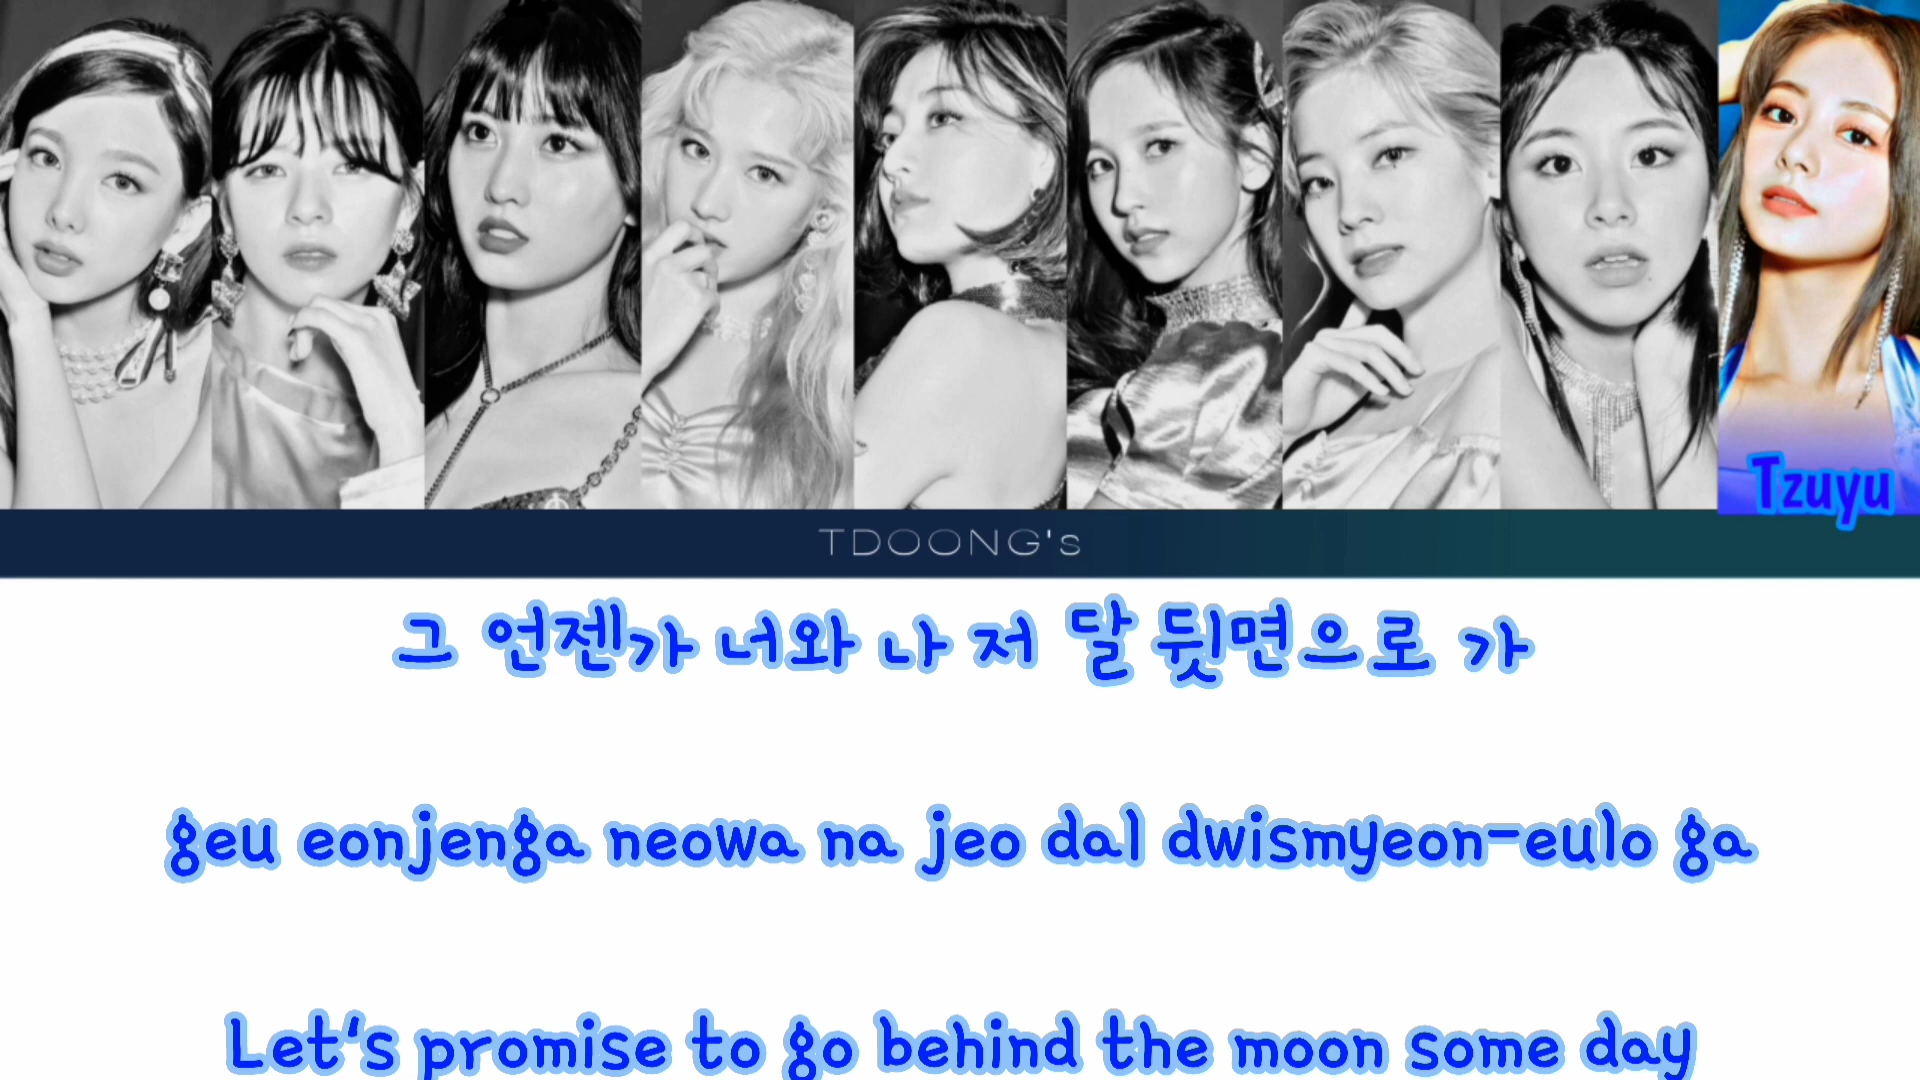 Tzuyu
TDOONG's
그 언젠가 너와 나 저 달 뒷면으로 가
geu eonjenga neowa na jeo dal dwismyeon-eulo ga
Let's promise to go behind the moon some day